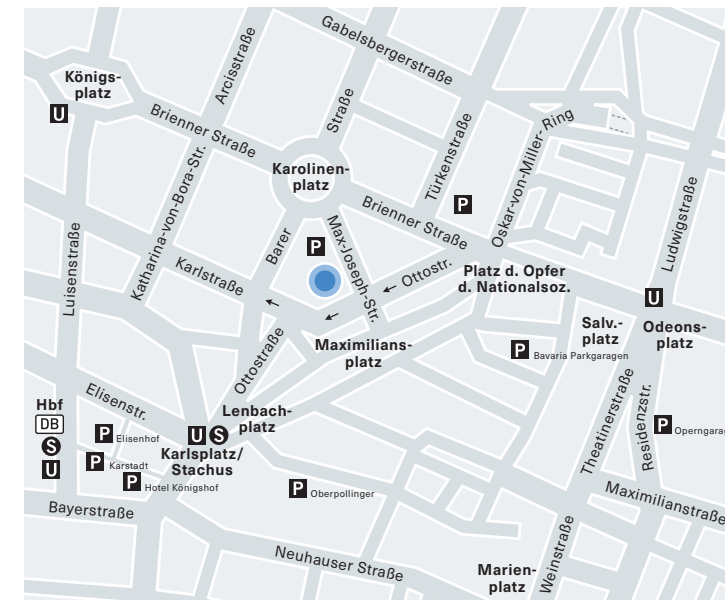 Gabelsbergerstraße
Arcisstraße
Königs-
platz
U
Brienner Straße
Straße
Karolinen-
platz
Türkenstraße
Oskar-von-Miller-Ring
P
Brienner Straße
Katharina-von-Bora-Str.
Luisenstraße
Ludwigstraße
Barer
P
Max-Joseph-Str.
Karlstraße
Ottostr.
Platz d. Opfer
d. Nationalsoz.
U
Salv.-
platz
Odeons-
platz
Maximilians-
platz
P Bavaria Parkgaragen
Ottostraße
Elisenstr.
Theatinerstraße
Residenzstr.
Hbf
DB
S
U
Lenbach-
platz
U S
Karlsplatz/
Stachus
P Elisenhof
P Karstadt
P Hotel Königshof
P Operngara
P Oberpollinger
Bayerstraße
Maximilianstraße
Neuhauser Straße
Marien-
platz
Weinstraße